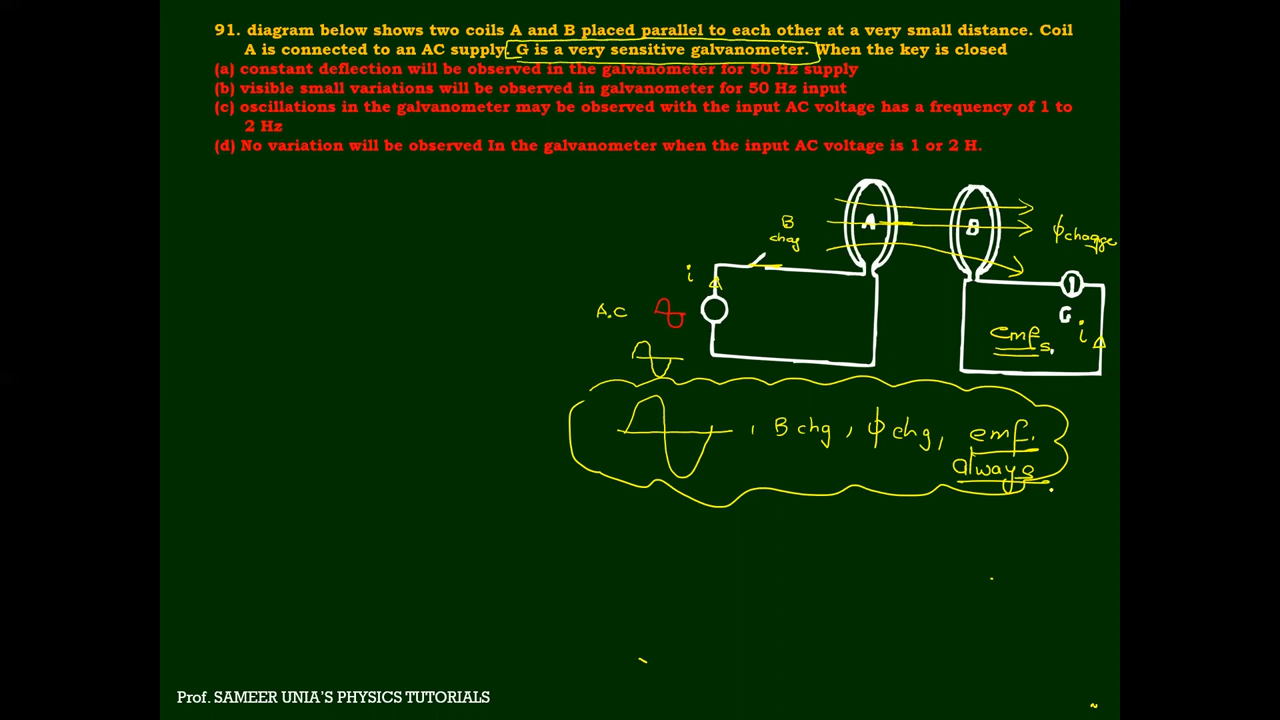 91. diagram below shows two coils A and B placed parallel to each other at a very small distance. Coil
A is connected to an AC supply. G is a very sensitive galvanometer. When the key is closed
(a) constant deflection will be observed in the galvanometer for 50 Hz supply
(b) visible small variations will be observed in galvanometer for 50 Hz input
(c) oscillations in the galvanometer may be observed with the input AC voltage has a frequency of 1 to
2 Hz
(d) No variation will be observed In the galvanometer when the input AC voltage is 1 or 2 H.
B
chg
A
B
ϕ change
i
A.C
G
i
emfs
, B chg, ϕ chg, emf.
always
Prof. SAMEER UNIA'S PHYSICS TUTORIALS